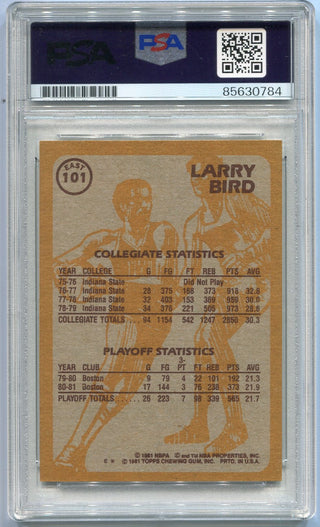 PSA
PSA
85630784
EAST
101
LARRY
BIRD
COLLEGIATE STATISTICS
YEAR COLLEGE G FG FT REB PTS AVG
75-76 Indiana State Did Not Play
76-77 Indiana State 28 375 168 373 918 32.8
77-78 Indiana State 32 403 153 369 959 30.0
78-79 Indiana State 34 376 221 505 973 28.6
COLLEGIATE TOTALS 94 1154 542 1247 2850 30.3
PLAYOFF STATISTICS
3-
YEAR CLUB G FG PT FT REB PTS AVG
79-80 Boston 9 79 4 22 101 192 21.3
80-81 Boston 17 144 3 76 238 373 21.9
PLAYOFF TOTALS 26 223 7 98 339 565 21.7
© 1981 NBPA © and TM NBA PROPERTIES, INC.
© 1981 TOPPS CHEWING GUM, INC. PRTD. IN U.S.A.